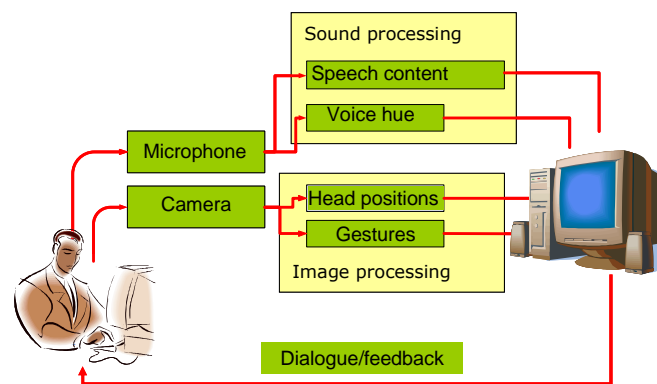 Sound processing
Speech content
Voice hue
Microphone
Camera
Head positions
Gestures
Image processing
Dialogue/feedback